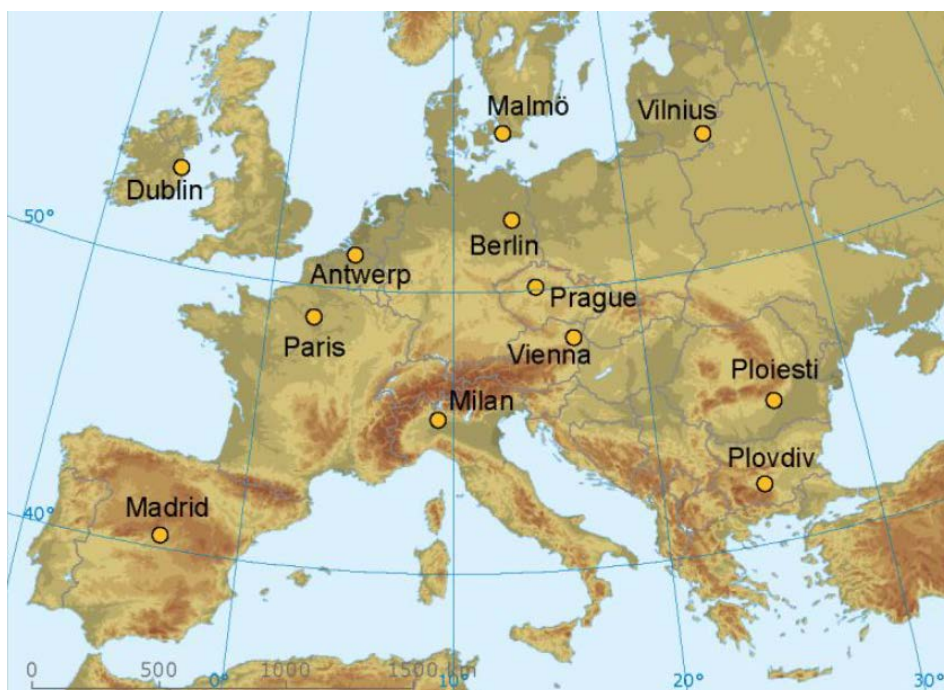 Malmö
Vilnius
Dublin
50°
Berlin
Antwerp
Prague
Paris
Vienna
Ploiesti
Milan
Plovdiv
Madrid
40°
0 500 1000 1500 km
0° 10° 20° 30°